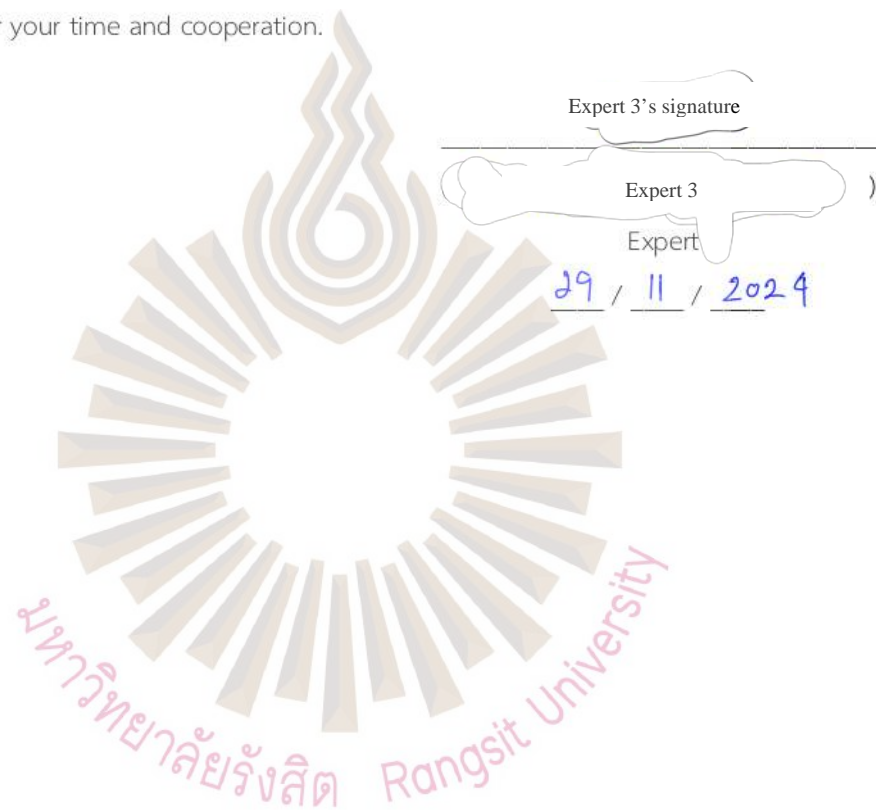 your time and cooperation.
Expert 3's signature
Expert 3 )
Expert
29 / 11 / 2024
มหาวิทยาลัยรังสิต Rangsit University